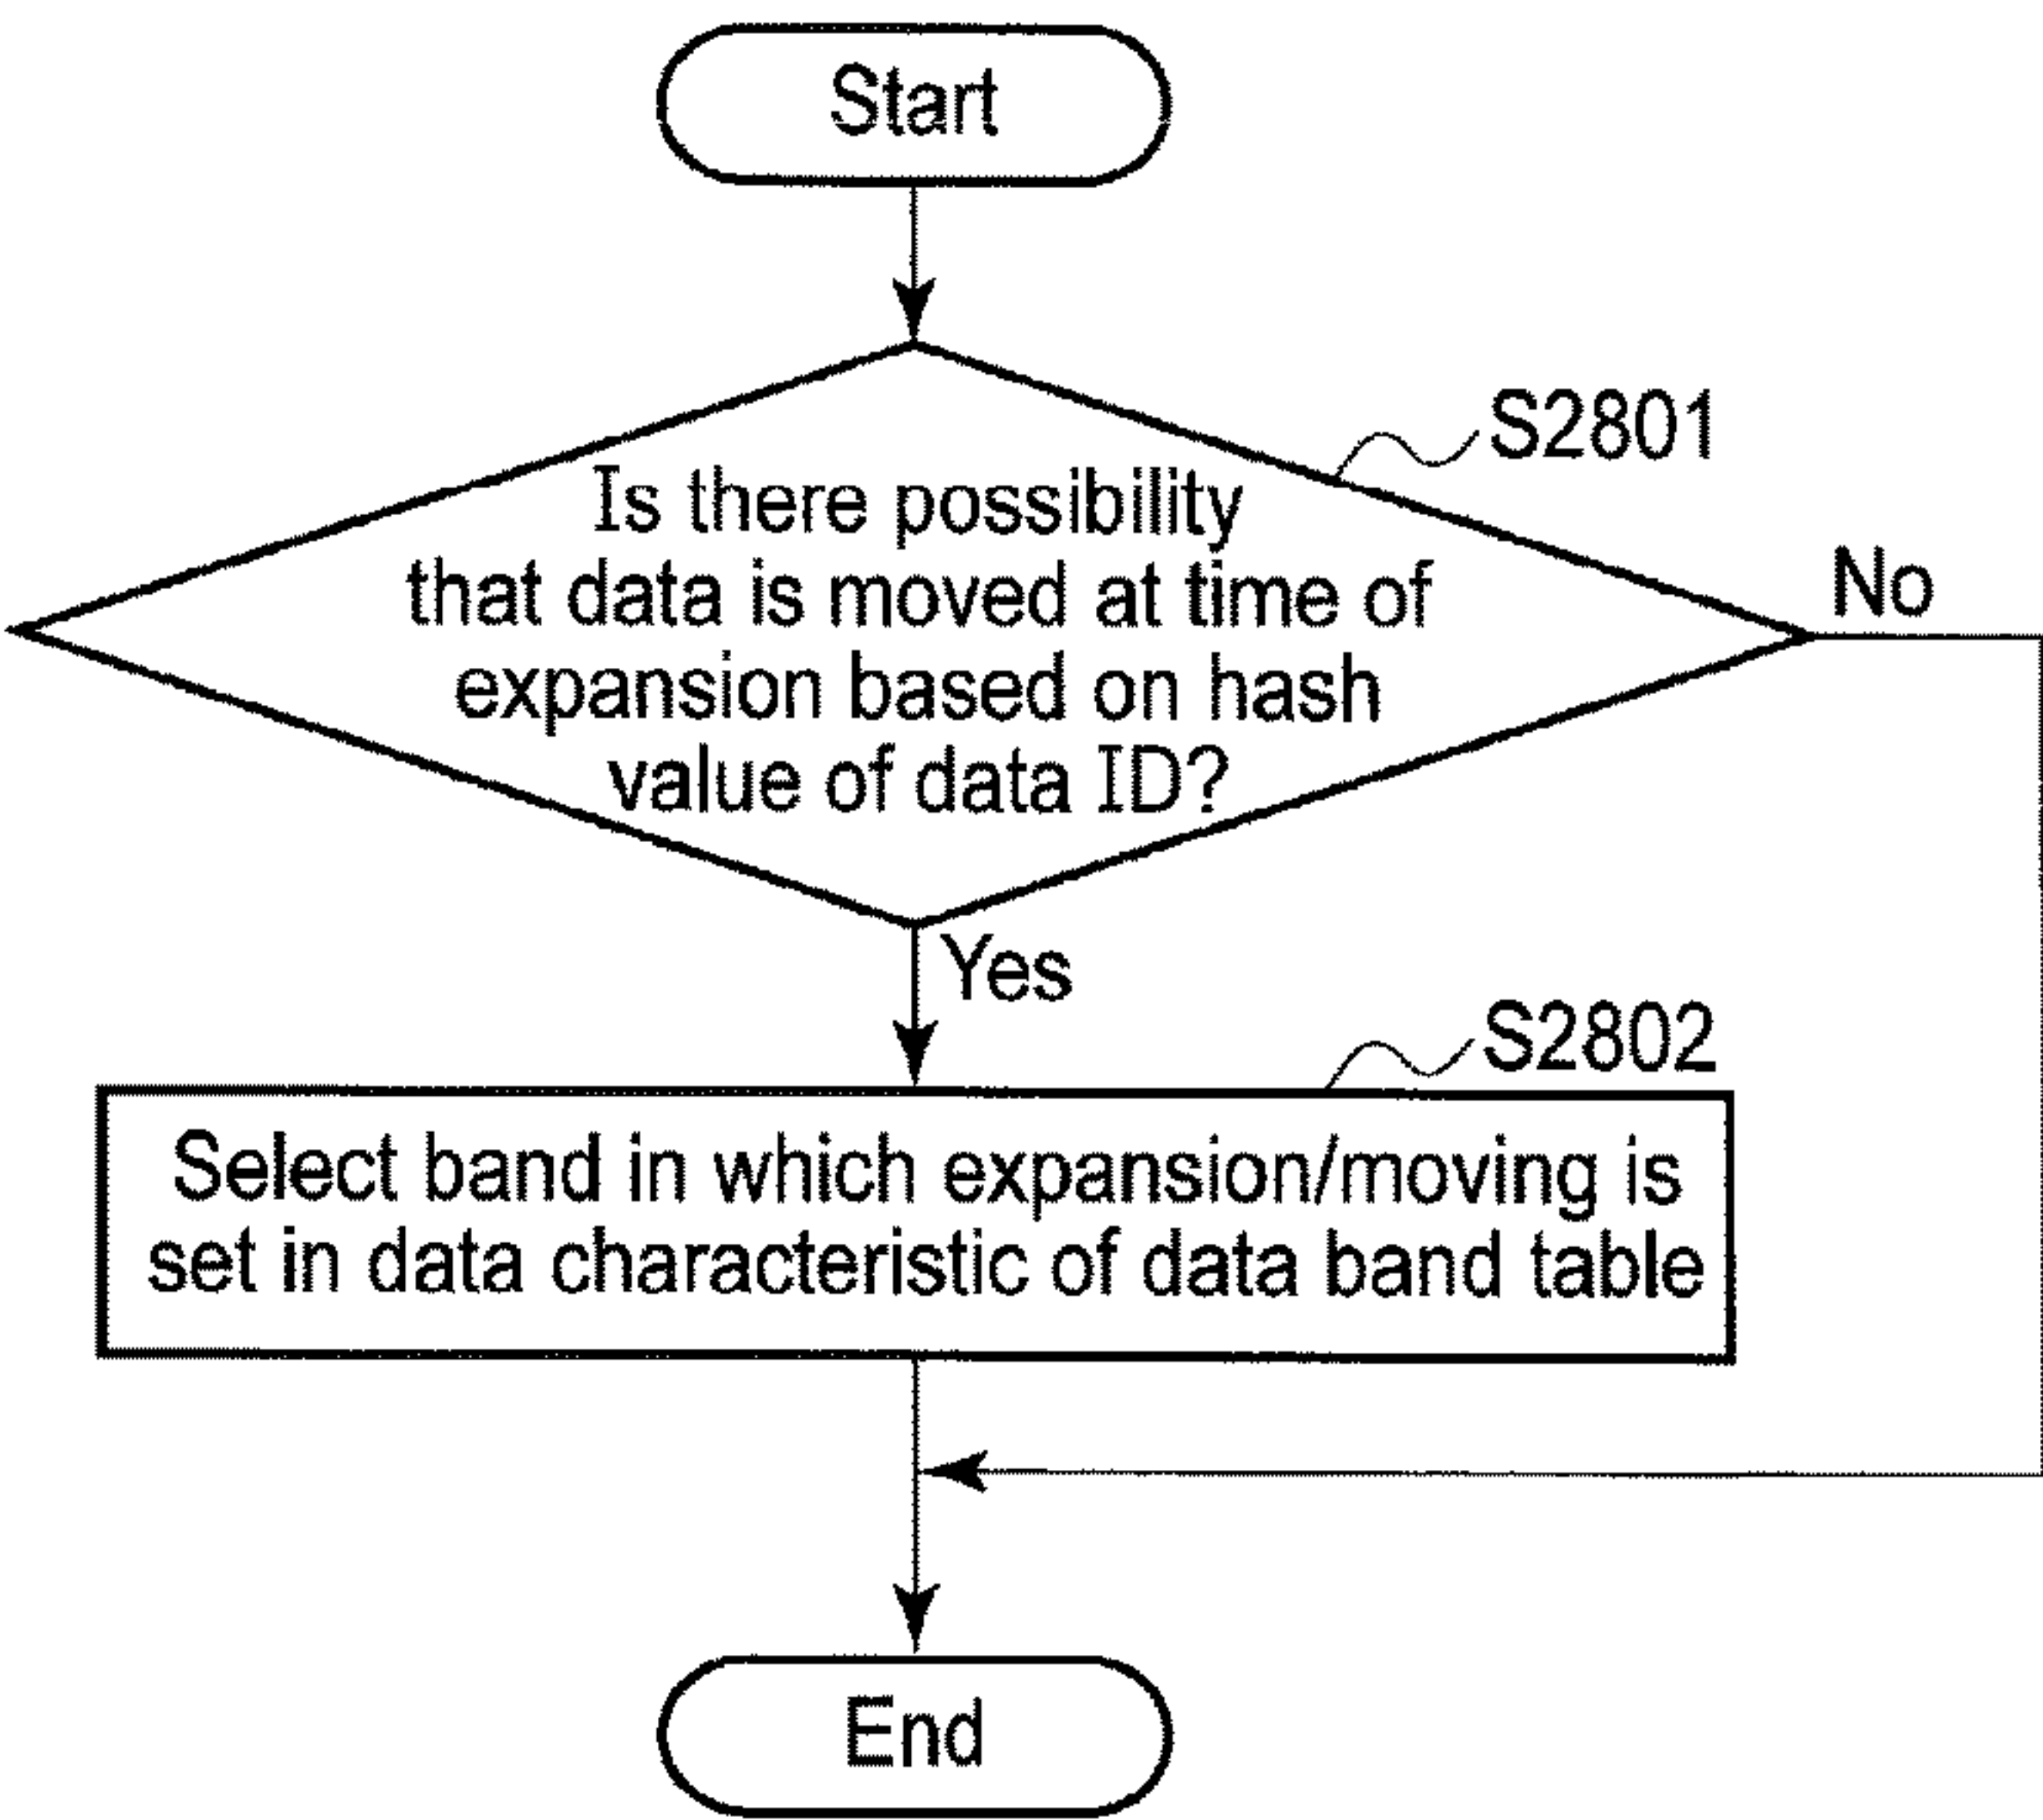 Start
S2801
Is there possibility
that data is moved at time of
expansion based on hash
value of data ID?
No
Yes
S2802
Select band in which expansion/moving is
set in data characteristic of data band table
End